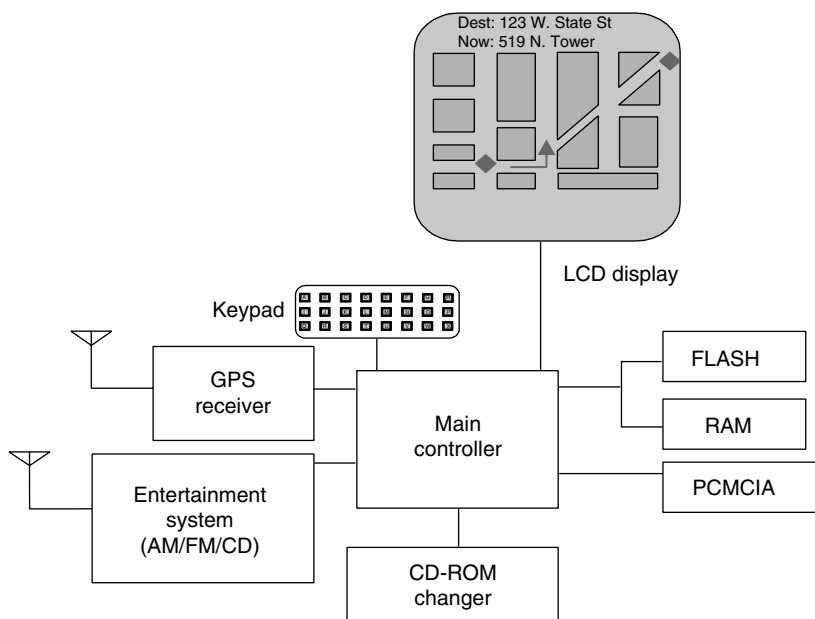 Dest: 123 W. State St
Now: 519 N. Tower
LCD display
Keypad
GPS
receiver
Main
controller
FLASH
RAM
PCMCIA
Entertainment
system
(AM/FM/CD)
CD-ROM
changer